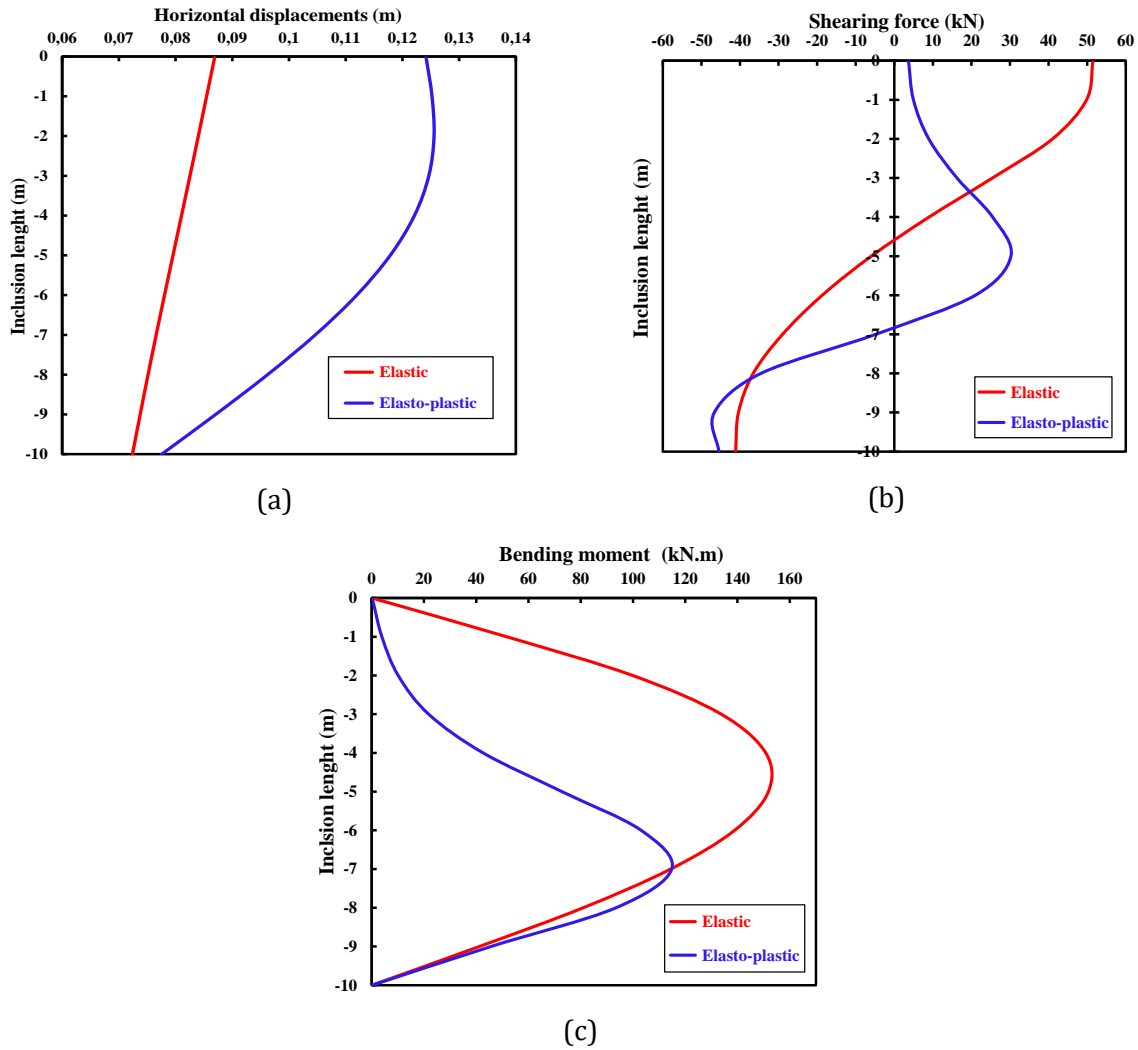 Horizontal displacements (m)
0,06 0,07 0,08 0,09 0,1 0,11 0,12 0,13 0,14
0
-1
-2
-3
-4
-5
-6
-7
-8
-9
-10
Inclusion lenght (m)
Elastic
Elasto-plastic
(a)
Shearing force (kN)
-60 -50 -40 -30 -20 -10 0 10 20 30 40 50 60
0
-1
-2
-3
-4
-5
-6
-7
-8
-9
-10
Inclusion lenght (m)
Elastic
Elasto-plastic
(b)
Bending moment (kN.m)
0 20 40 60 80 100 120 140 160
0
-1
-2
-3
-4
-5
-6
-7
-8
-9
-10
Inclsion lenght (m)
Elastic
Elasto-plastic
(c)